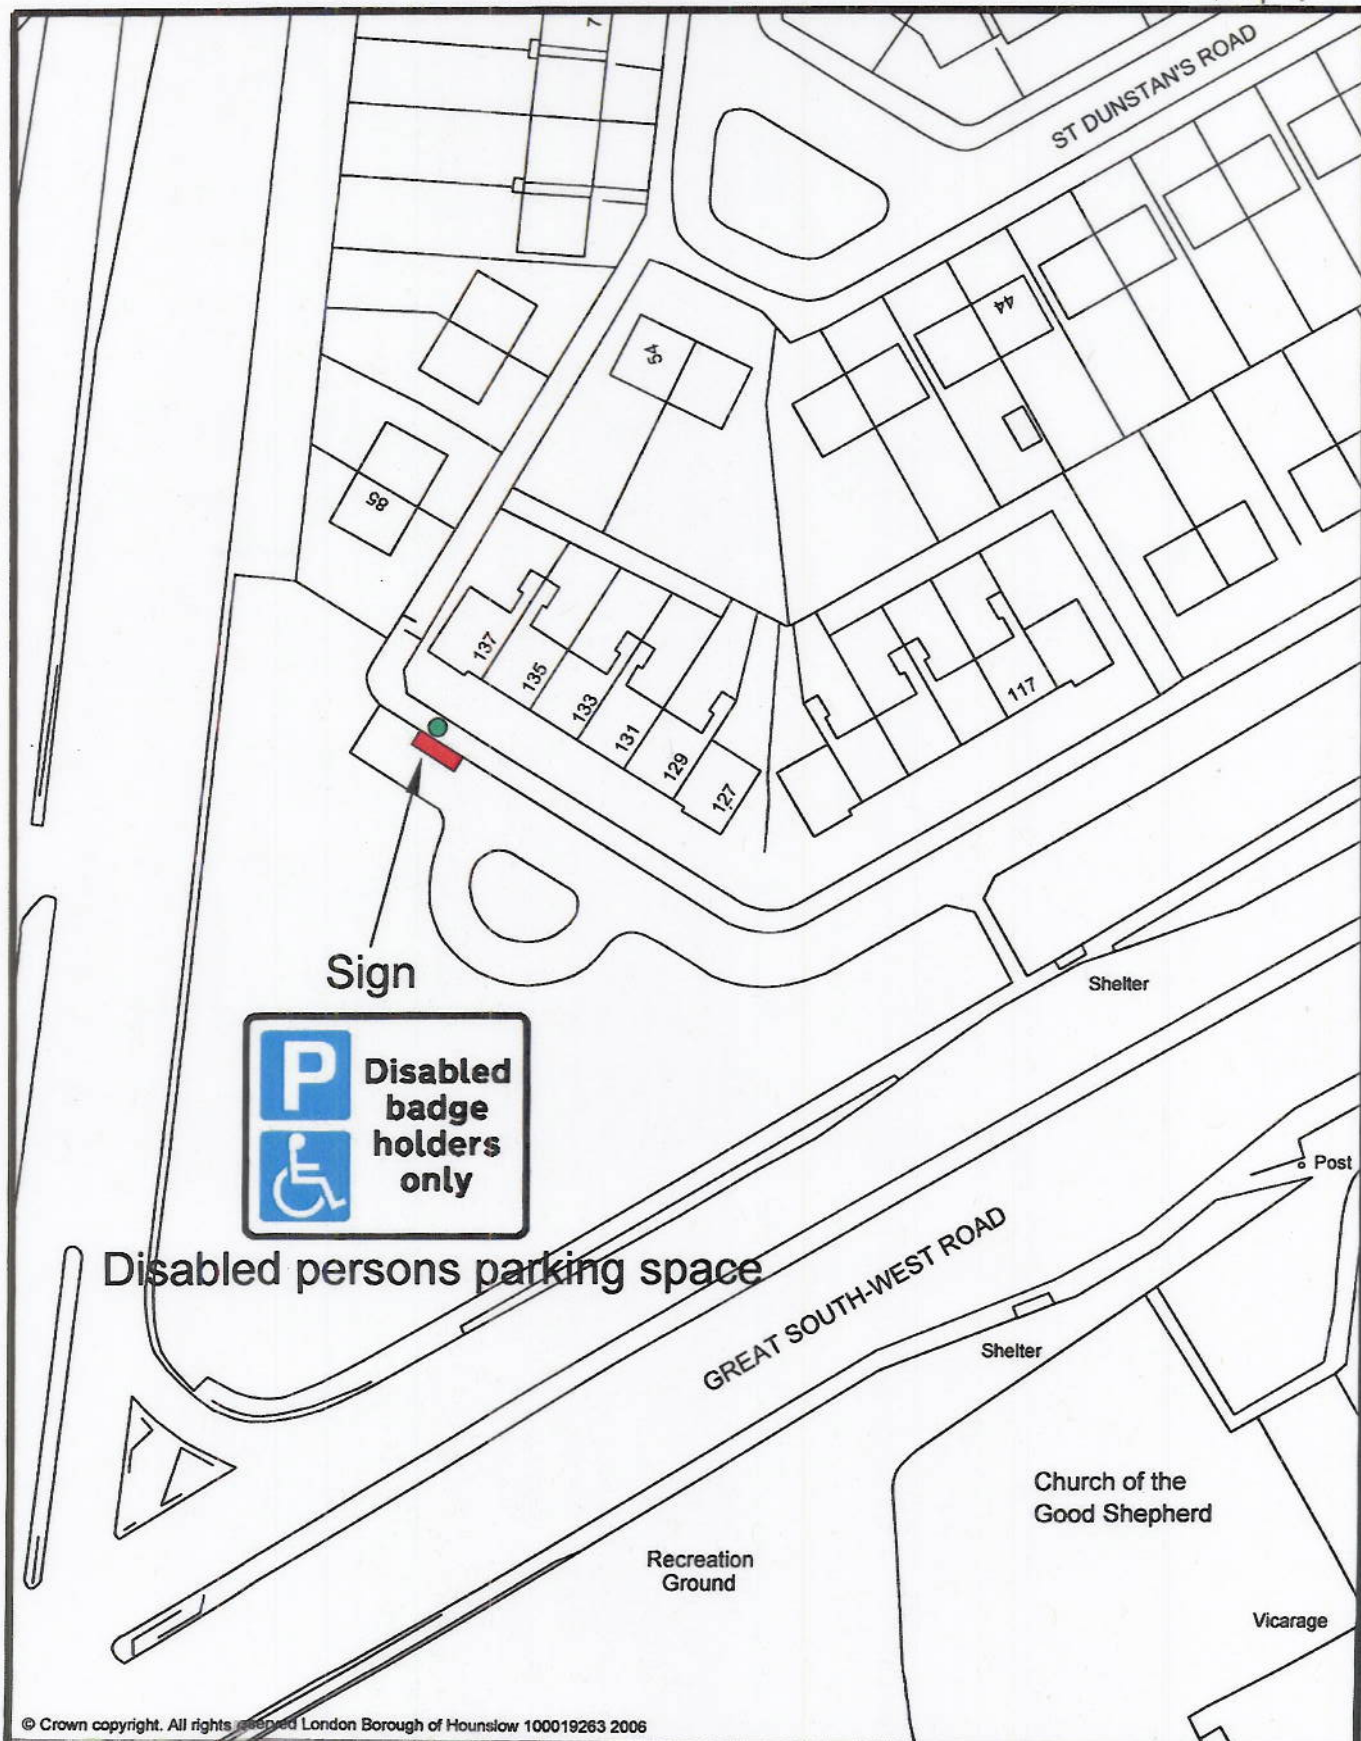 7
ST DUNSTAN'S ROAD
44
54
85
137
135
133
131
129
127
117
Sign
Shelter
P
Disabled
badge
holders
only
Post
Disabled persons parking space
GREAT SOUTH-WEST ROAD
Shelter
Church of the
Good Shepherd
Recreation
Ground
Vicarage
© Crown copyright. All rights reserved London Borough of Hounslow 100019263 2006